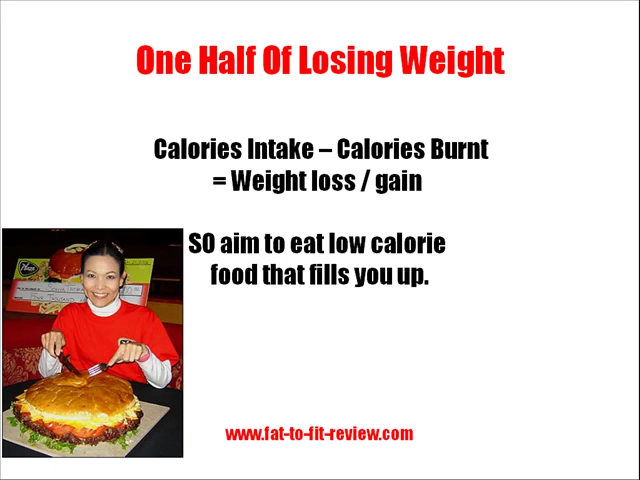 One Half Of Losing Weight
Calories Intake – Calories Burnt
= Weight loss / gain
SO aim to eat low calorie
food that fills you up.
www.fat-to-fit-review.com